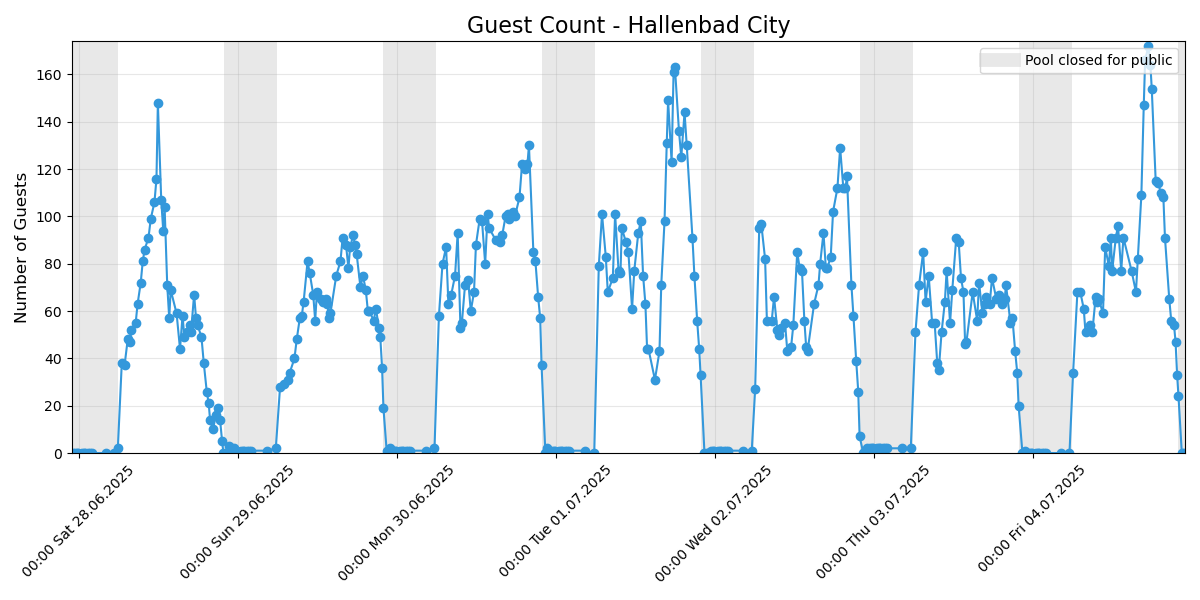 Guest Count - Hallenbad City
Pool closed for public
Number of Guests
160
140
120
100
80
60
40
20
0
00:00 Sat 28.06.2025
00:00 Sun 29.06.2025
00:00 Mon 30.06.2025
00:00 Tue 01.07.2025
00:00 Wed 02.07.2025
00:00 Thu 03.07.2025
00:00 Fri 04.07.2025